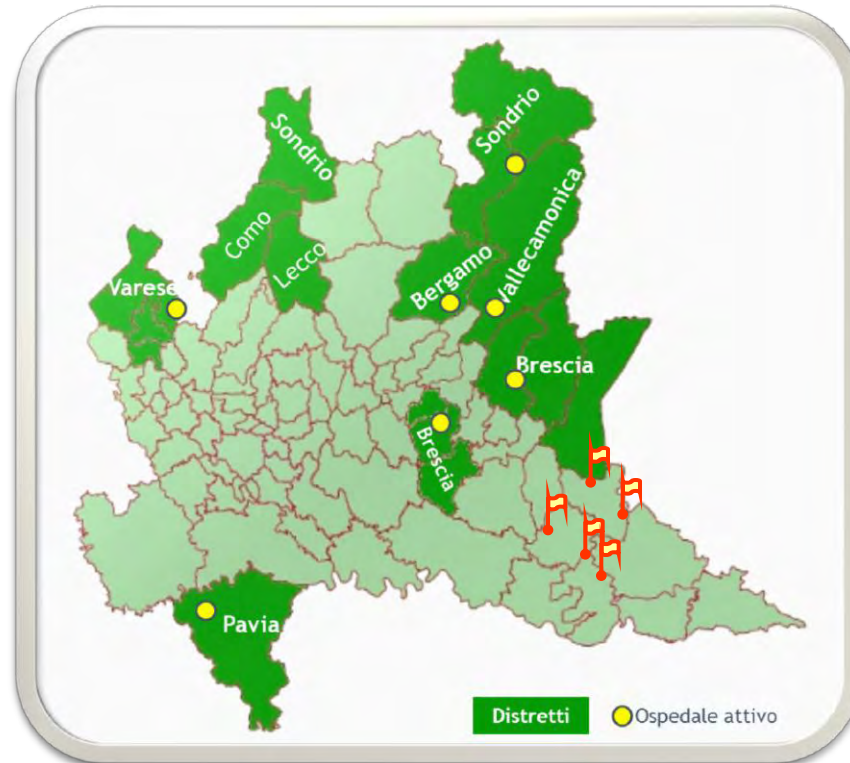 Sondrio
Sondrio
Como
Lecco
Varese
Bergamo
Vallecamonica
Brescia
Brescia
Pavia
Distretti
Ospedale attivo